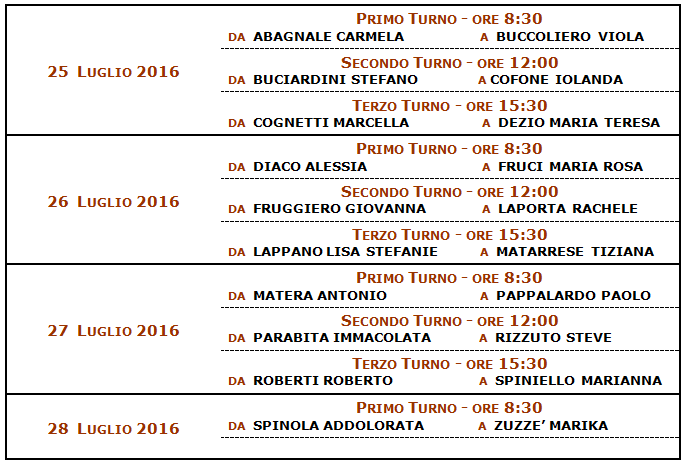 25 LUGLIO 2016
PRIMO TURNO - ORE 8:30
DA ABAGNALE CARMELA A BUCCOLIERO VIOLA
SECONDO TURNO - ORE 12:00
DA BUCIARDINI STEFANO A COFONE IOLANDA
TERZO TURNO - ORE 15:30
DA COGNETTI MARCELLA A DEZIO MARIA TERESA
26 LUGLIO 2016
PRIMO TURNO - ORE 8:30
DA DIACO ALESSIA A FRUCI MARIA ROSA
SECONDO TURNO - ORE 12:00
DA FRUGGIERO GIOVANNA A LAPORTA RACHELE
TERZO TURNO - ORE 15:30
DA LAPPANO LISA STEFANIE A MATARRESE TIZIANA
27 LUGLIO 2016
PRIMO TURNO - ORE 8:30
DA MATERA ANTONIO A PAPPALARDO PAOLO
SECONDO TURNO - ORE 12:00
DA PARABITA IMMACOLATA A RIZZUTO STEVE
TERZO TURNO - ORE 15:30
DA ROBERTI ROBERTO A SPINIELLO MARIANNA
28 LUGLIO 2016
PRIMO TURNO - ORE 8:30
DA SPINOLA ADDOLORATA A ZUZZE’ MARIKA